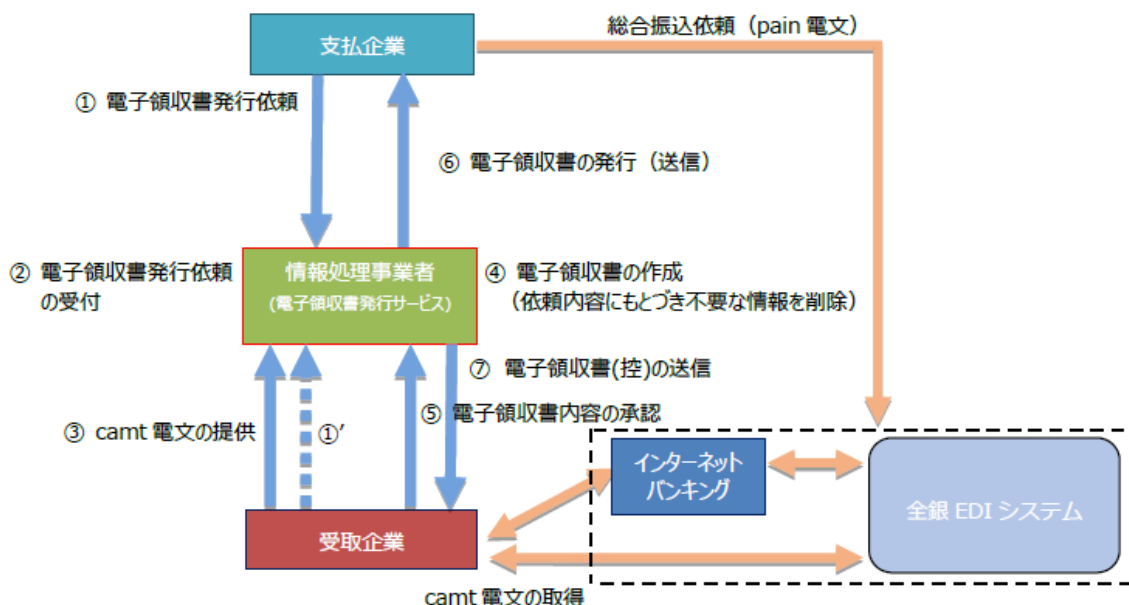 総合振込依頼（pain 電文）
支払企業
① 電子領収書発行依頼
⑥ 電子領収書の発行（送信）
② 電子領収書発行依頼
の受付
情報処理事業者
(電子領収書発行サービス)
④ 電子領収書の作成
（依頼内容にもとづき不要な情報を削除）
⑦ 電子領収書(控)の送信
⑤ 電子領収書内容の承認
③ camt 電文の提供
①′
インターネット
バンキング
全銀 EDI システム
受取企業
camt 電文の取得